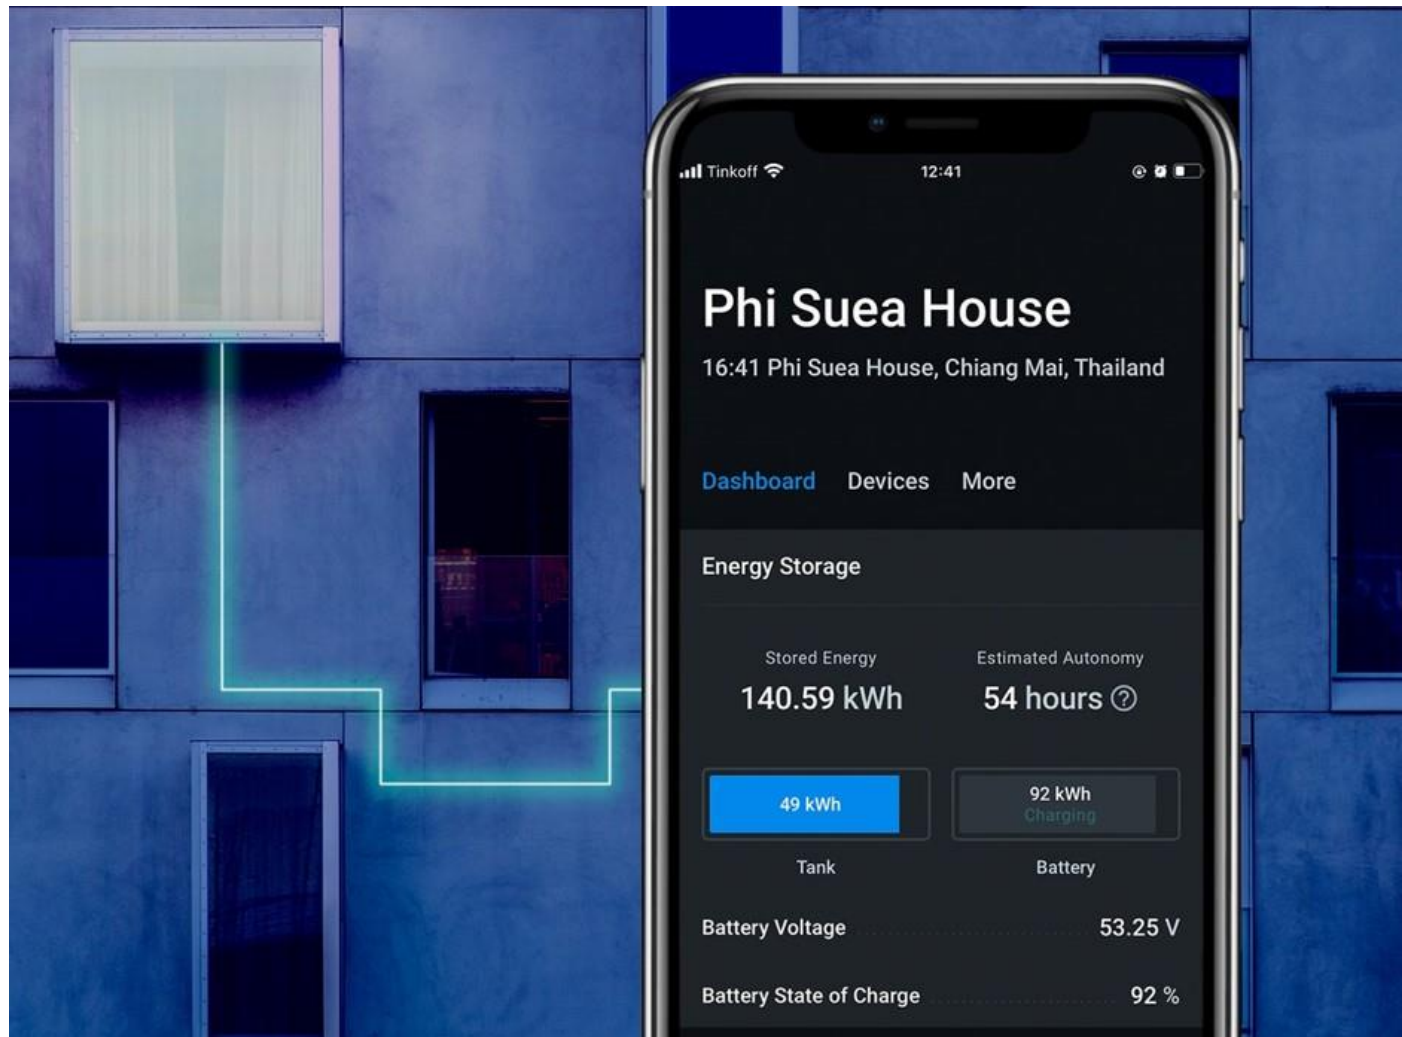 Tinkoff 12:41
Phi Suea House
16:41 Phi Suea House, Chiang Mai, Thailand
Dashboard Devices More
Energy Storage
Stored Energy Estimated Autonomy
140.59 kWh 54 hours ?
49 kWh 92 kWh
Charging
Tank Battery
Battery Voltage 53.25 V
Battery State of Charge 92 %